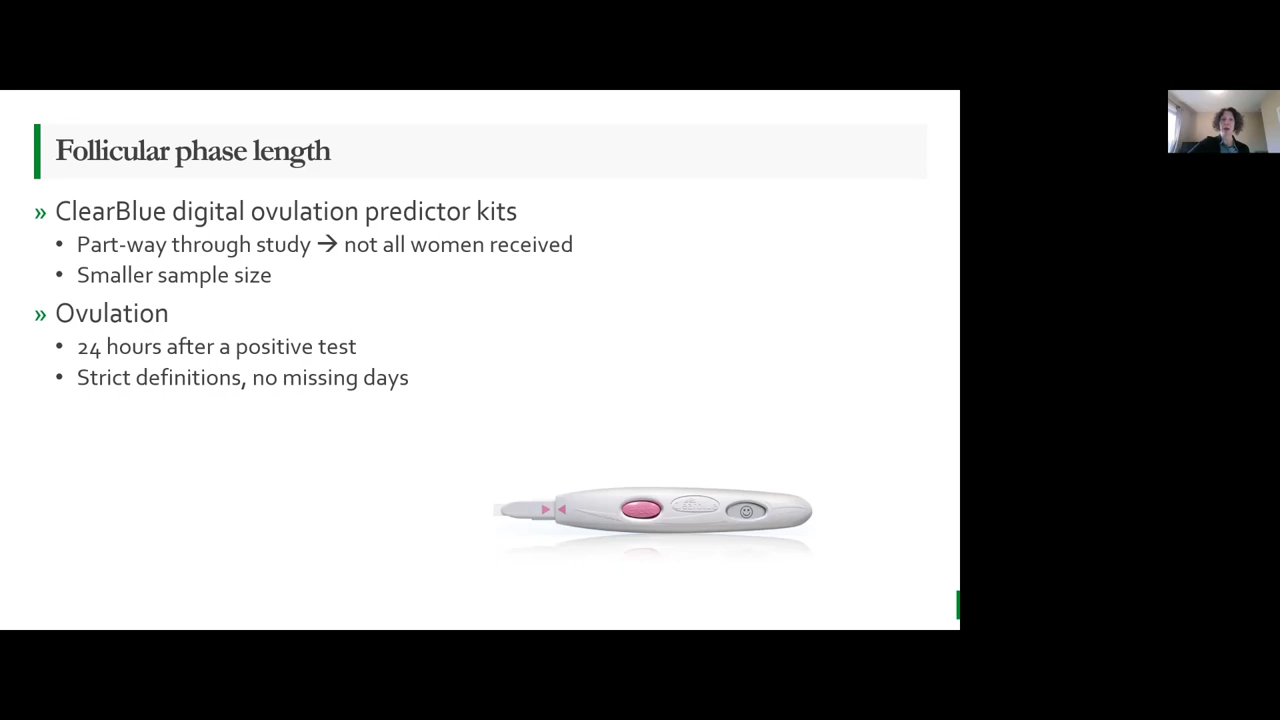 Follicular phase length
» ClearBlue digital ovulation predictor kits
• Part-way through study → not all women received
• Smaller sample size
» Ovulation
• 24 hours after a positive test
• Strict definitions, no missing days